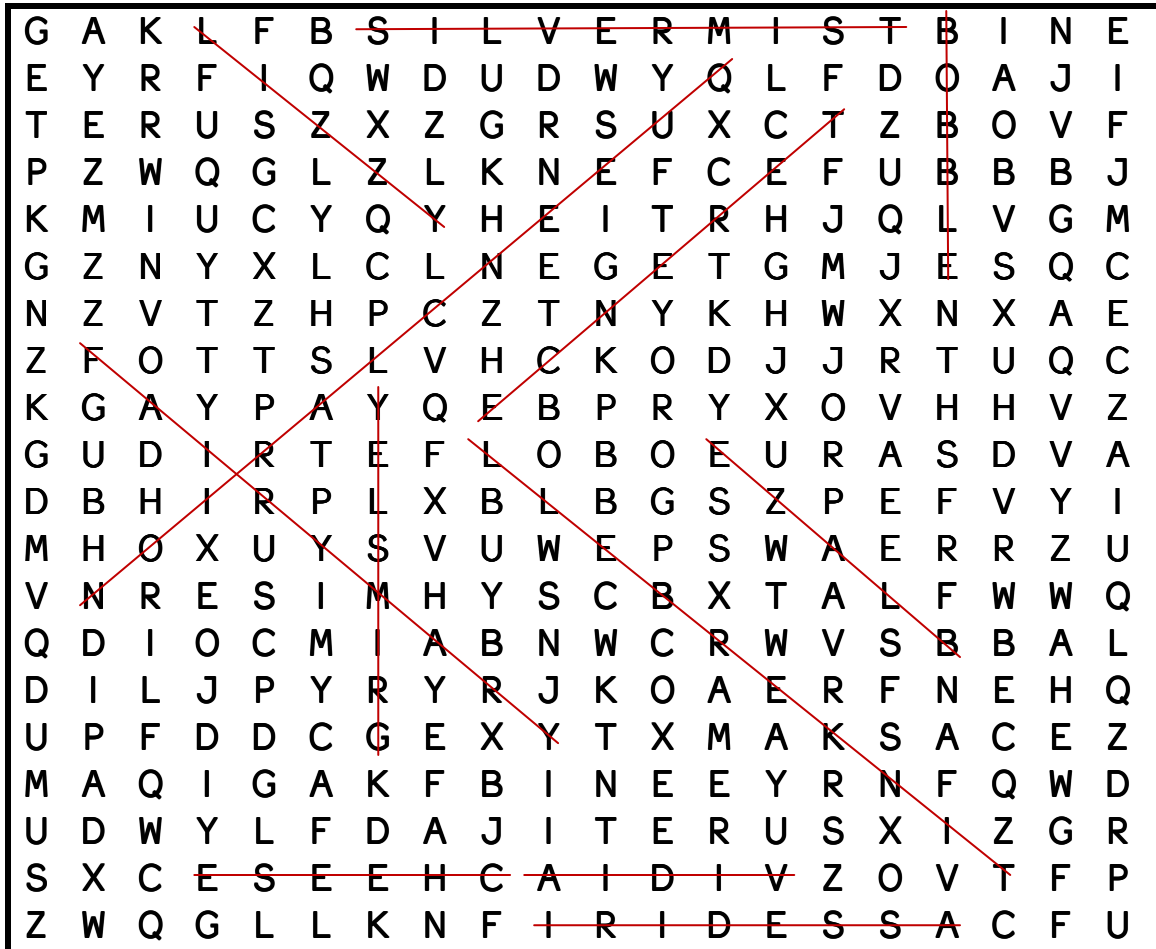 G A K L F B S I L V E R M I S T B I N E
E Y R F I Q W D U D W Y Q L F D O A J I
T E R U S Z X Z G R S U X C T Z B O V F
P Z W Q G L Z L K N E F C E F U B B B J
K M I U C Y Q Y H E I T R H J Q L V G M
G Z N Y X L C L N E G E T G M J E S Q C
N Z V T Z H P C Z T N Y K H W X N X A E
Z F O T T S L V H C K O D J J R T U Q C
K G A Y P A Y Q E B P R Y X O V H H V Z
G U D I R T E F L O B O E U R A S D V A
D B H I R P L X B L B G S Z P E F V Y I
M H O X U Y S V U W E P S W A E R R Z U
V N R E S I M H Y S C B X T A L F W W Q
Q D I O C M I A B N W C R W V S B B A L
D I L J P Y R Y R J K O A E R F N E H Q
U P F D D C G E X Y T X M A K S A C E Z
M A Q I G A K F B I N E E Y R N F Q W D
U D W Y L F D A J I T E R U S X I Z G R
S X C E S E E H C A I D I V Z O V T F P
Z W Q G L L K N F I R I D E S S A C F U